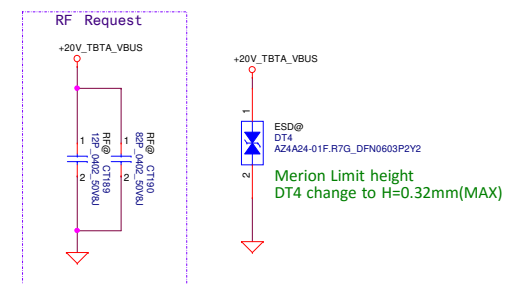 RF Request
+20V_TBTA_VBUS
1
2
RF@ CT189
12P_0402_50V8J
1
2
RF@ CT190
82P_0402_50V8J
+20V_TBTA_VBUS
1
2
ESD@
DT4
AZ4A24-01F.R7G_DFN0603P2Y2
Merion Limit height
DT4 change to H=0.32mm(MAX)